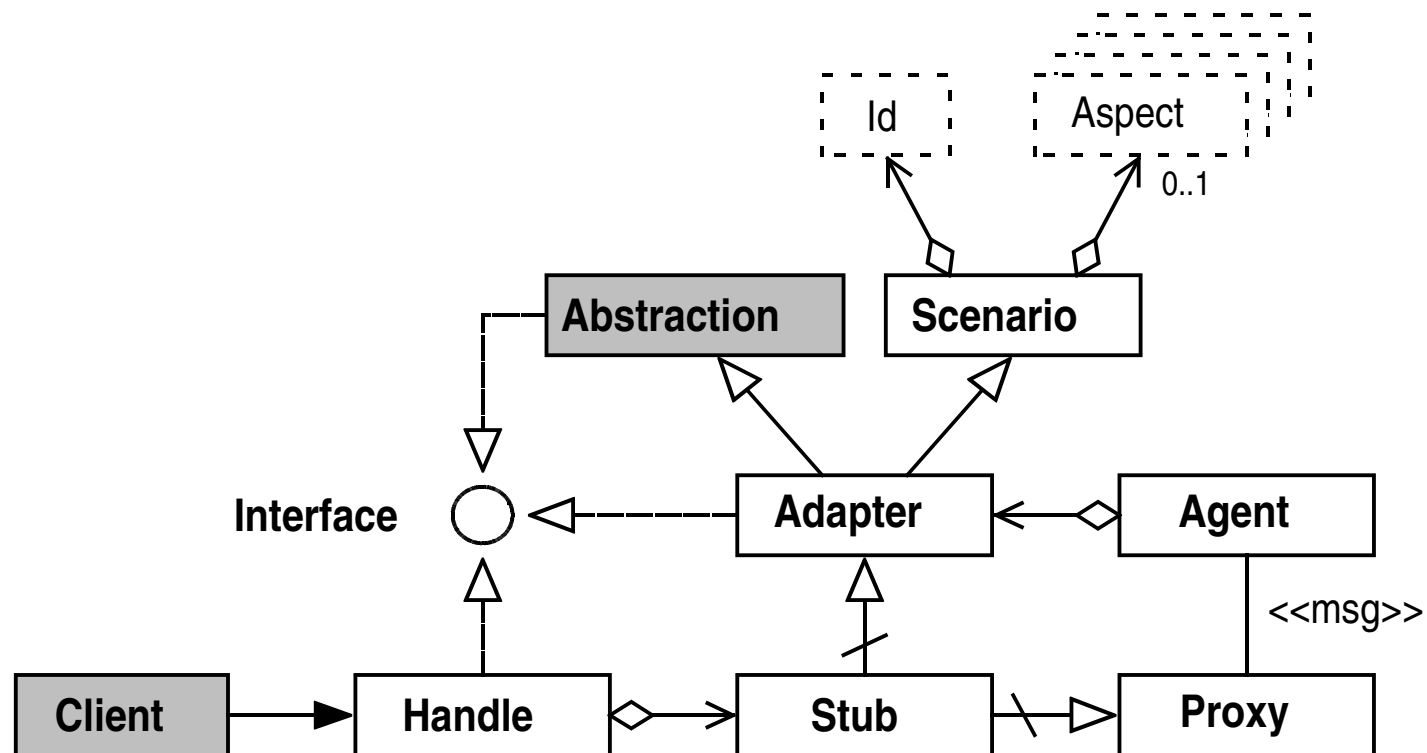 Id
Aspect
0..1
Abstraction
Scenario
Interface
Adapter
Agent
<<msg>>
Client
Handle
Stub
Proxy